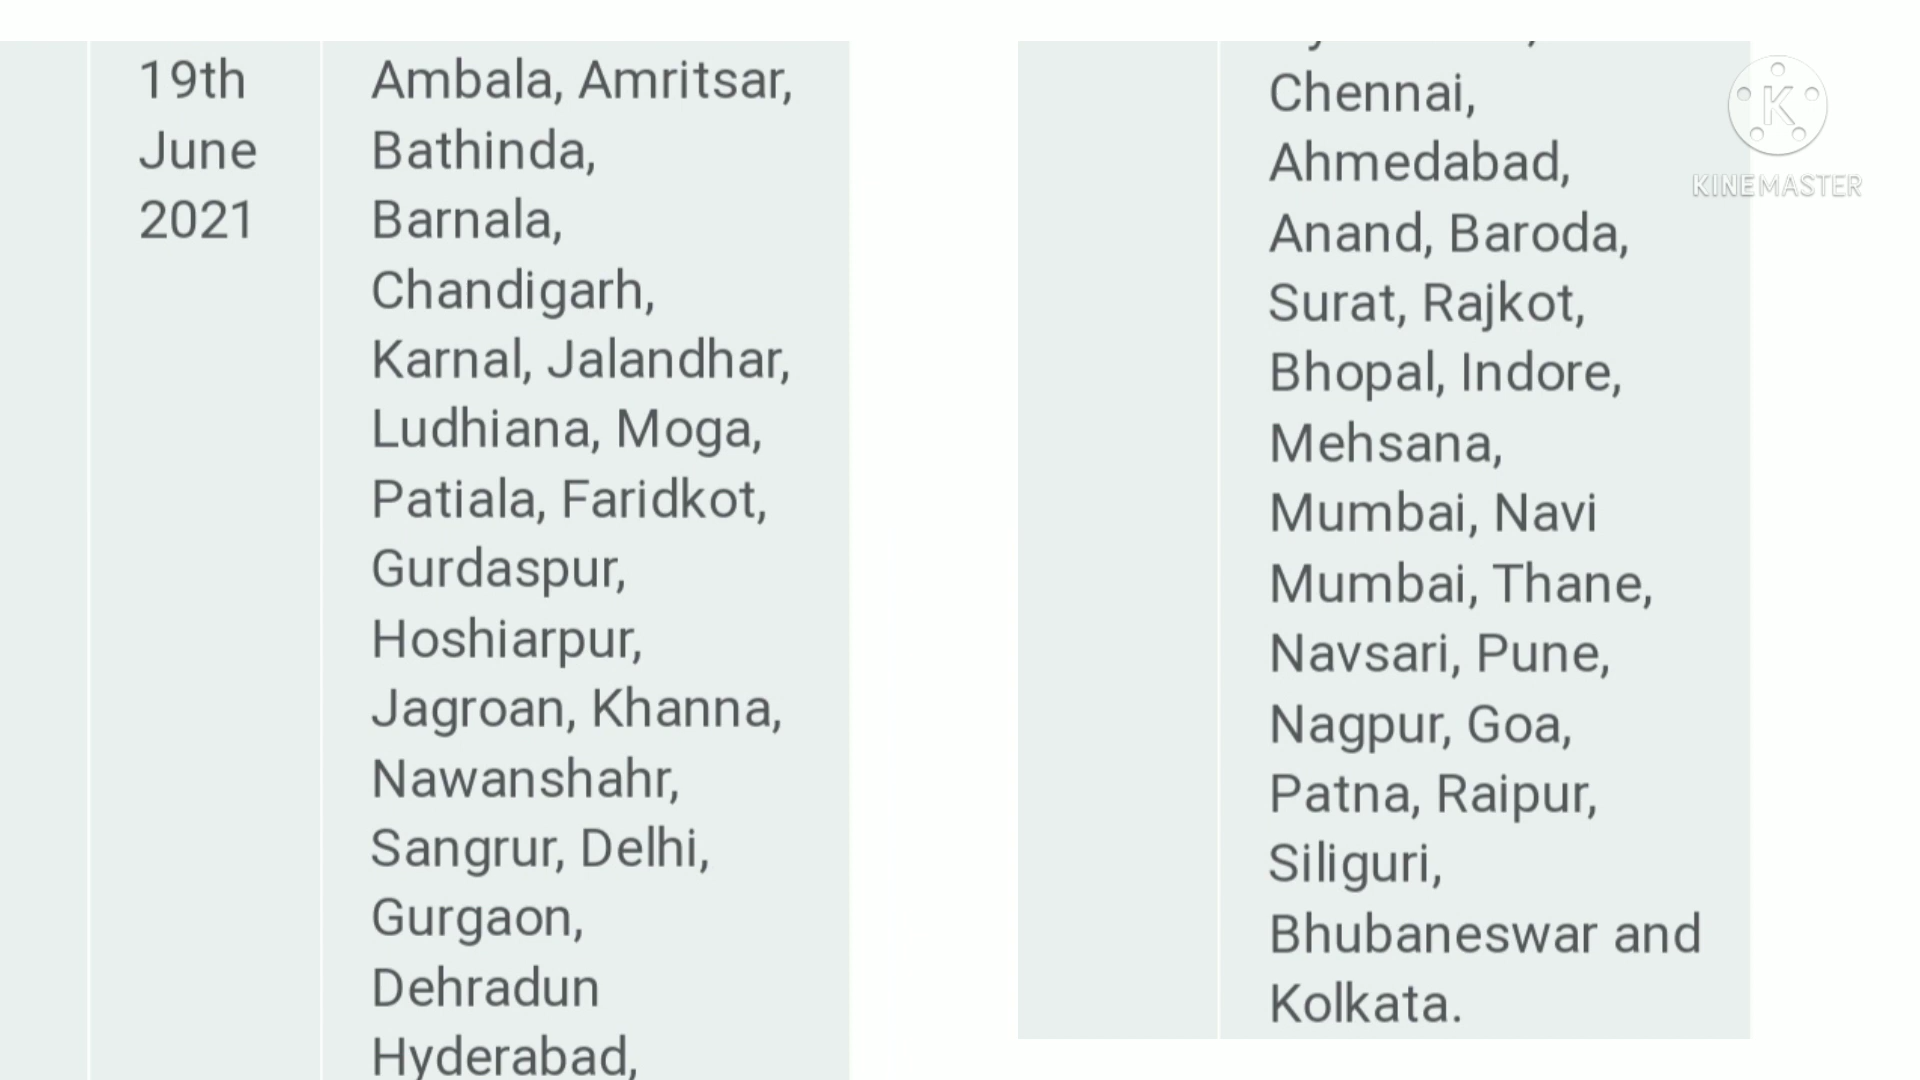 19th
June
2021
Ambala, Amritsar,
Bathinda,
Barnala,
Chandigarh,
Karnal, Jalandhar,
Ludhiana, Moga,
Patiala, Faridkot,
Gurdaspur,
Hoshiarpur,
Jagroan, Khanna,
Nawanshahr,
Sangrur, Delhi,
Gurgaon,
Dehradun
Hyderabad,
Chennai,
Ahmedabad,
Anand, Baroda,
Surat, Rajkot,
Bhopal, Indore,
Mehsana,
Mumbai, Navi
Mumbai, Thane,
Navsari, Pune,
Nagpur, Goa,
Patna, Raipur,
Siliguri,
Bhubaneswar and
Kolkata.
K
KINEMASTER